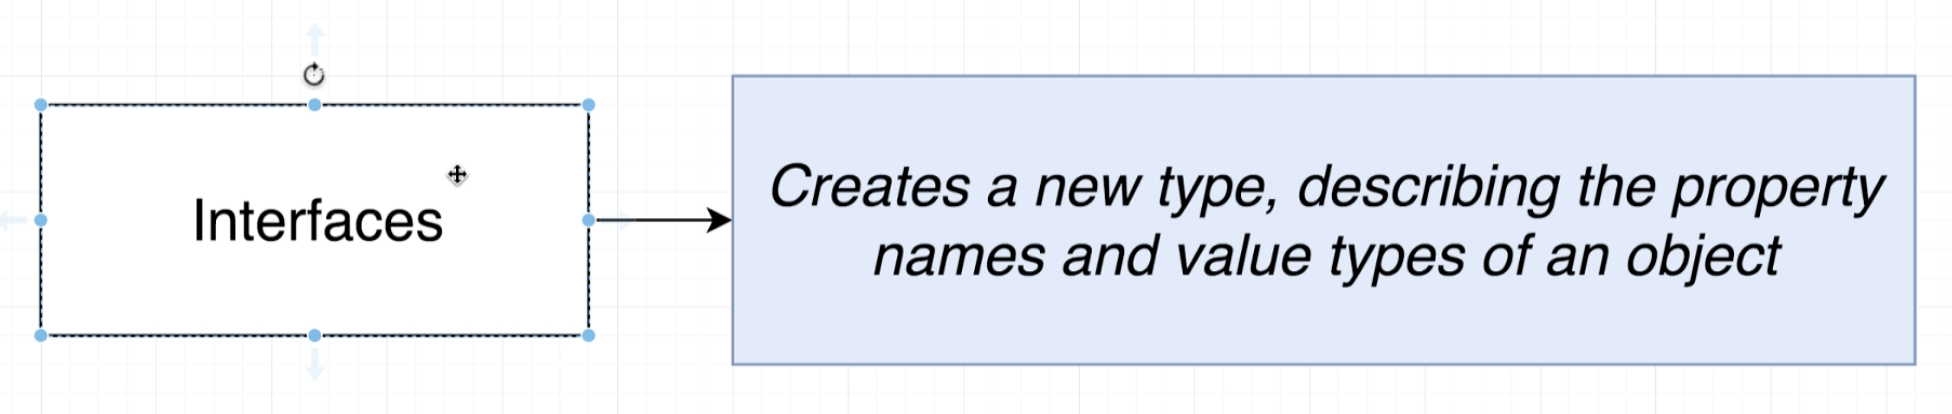 Interfaces
Creates a new type, describing the property
names and value types of an object